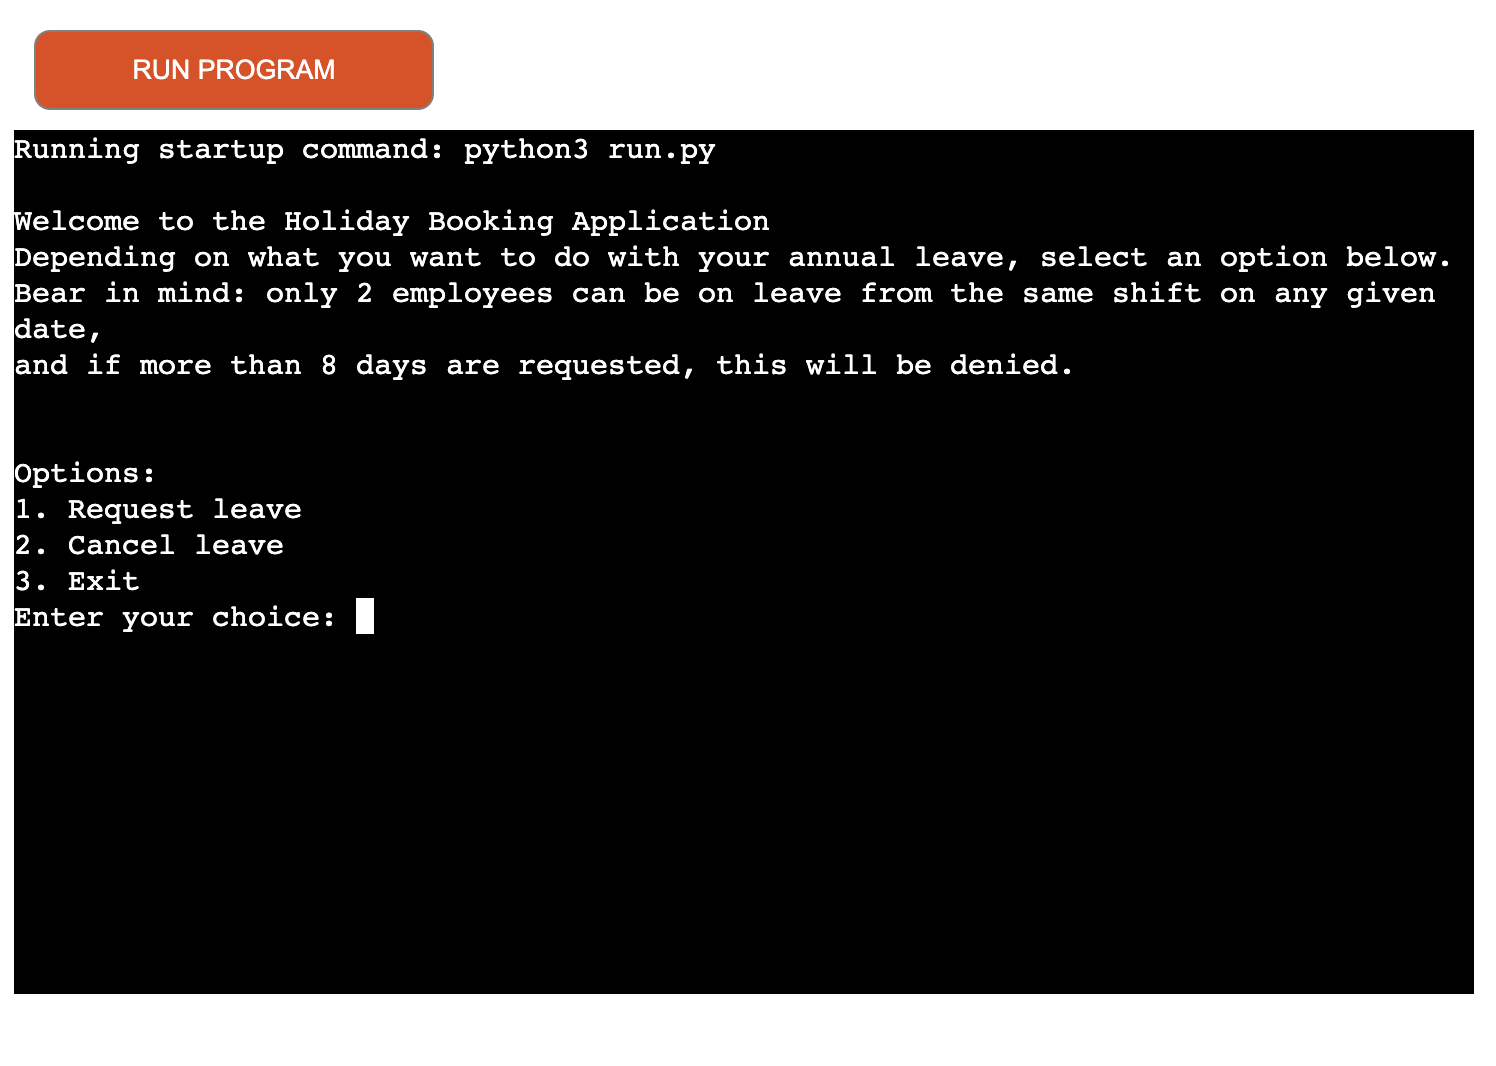 RUN PROGRAM
Running startup command: python3 run.py
Welcome to the Holiday Booking Application
Depending on what you want to do with your annual leave, select an option below.
Bear in mind: only 2 employees can be on leave from the same shift on any given
date,
and if more than 8 days are requested, this will be denied.
Options:
1. Request leave
2. Cancel leave
3. Exit
Enter your choice: